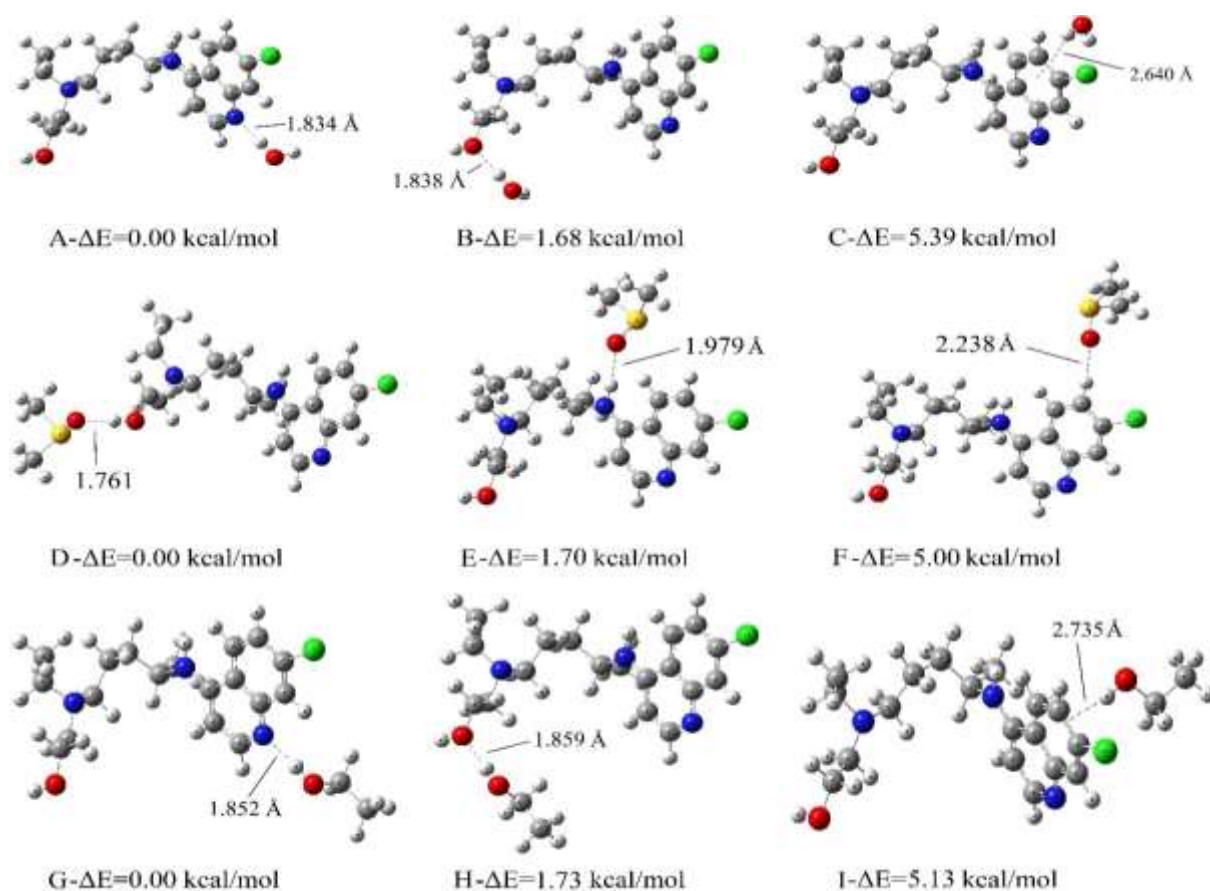 1.834 Å
1.838 Å
2.640 Å
A-ΔE=0.00 kcal/mol
B-ΔE=1.68 kcal/mol
C-ΔE=5.39 kcal/mol
1.761
1.979 Å
2.238 Å
D-ΔE=0.00 kcal/mol
E-ΔE=1.70 kcal/mol
F-ΔE=5.00 kcal/mol
1.852 Å
1.859 Å
2.735 Å
G-ΔE=0.00 kcal/mol
H-ΔE=1.73 kcal/mol
I-ΔE=5.13 kcal/mol